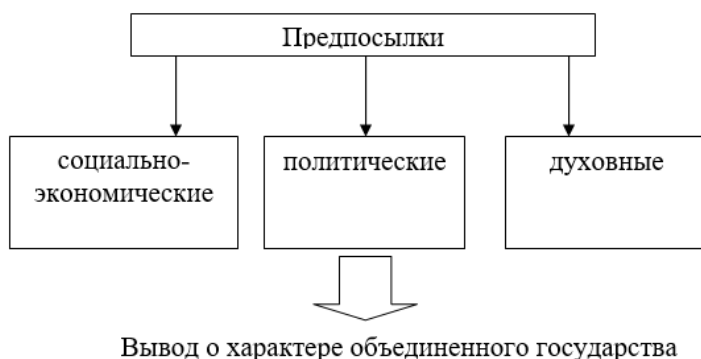 Предпосылки
социально-
экономические
политические
духовные
Вывод о характере объединенного государства